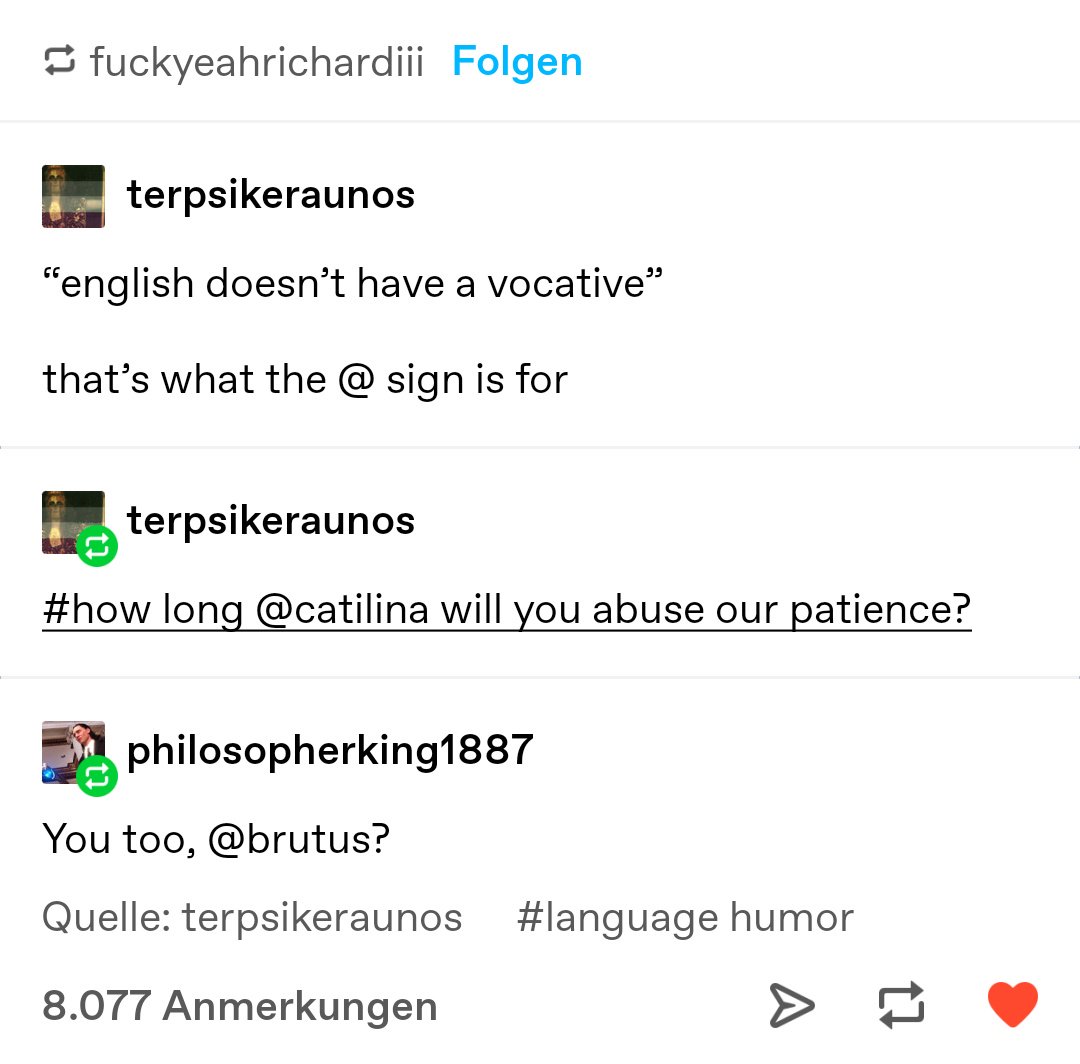 fuckyeahrichardiii Folgen
terpsikeraunos
“english doesn’t have a vocative”
that’s what the @ sign is for
terpsikeraunos
#how long @catilina will you abuse our patience?
philosopherking1887
You too, @brutus?
Quelle: terpsikeraunos #language humor
8.077 Anmerkungen